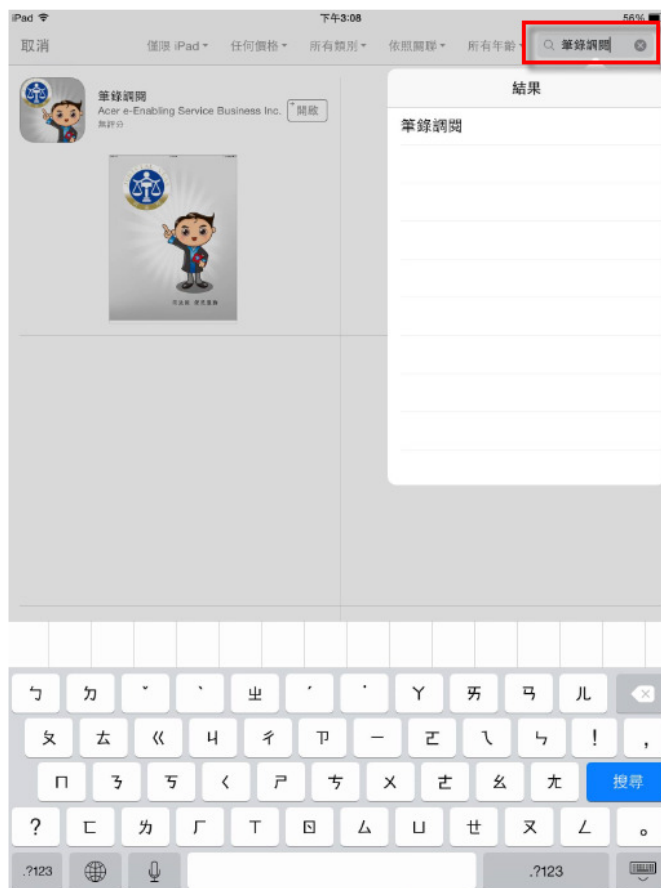 iPad 下午3:08 56%
取消 僅限 iPad 任何價格 所有類別 依照關聯 所有年齡 筆錄調閱
結果
筆錄調閱
Acer e-Enabling Service Business Inc.
無評分
開啟
筆錄調閱
ㄅ ㄉ ˇ ˋ ㄓ ˊ ˙ ㄚ ㄞ ㄢ ㄦ
ㄆ ㄊ ㄍ ㄐ ㄔ ㄗ ㄧ ㄛ ㄟ ㄣ ! ，
ㄇ ㄋ ㄎ ㄑ ㄕ ㄘ ㄨ ㄜ ㄠ ㄤ 搜尋
? ㄈ ㄌ ㄏ ㄒ ㄖ ㄙ ㄩ ㄝ ㄡ ㄥ 。
.?123 .?123